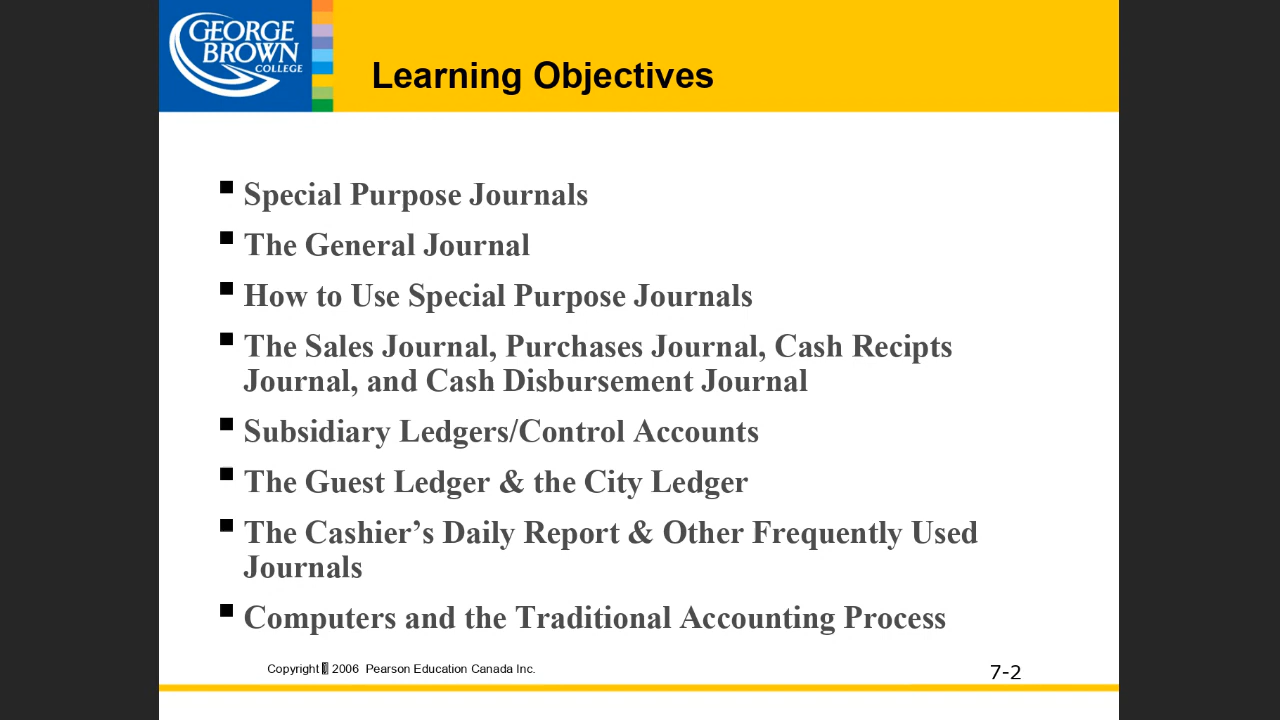 GEORGE
BROWN
COLLEGE
Learning Objectives
Special Purpose Journals
The General Journal
How to Use Special Purpose Journals
The Sales Journal, Purchases Journal, Cash Recipts
Journal, and Cash Disbursement Journal
Subsidiary Ledgers/Control Accounts
The Guest Ledger & the City Ledger
The Cashier’s Daily Report & Other Frequently Used
Journals
Computers and the Traditional Accounting Process
Copyright 2006 Pearson Education Canada Inc.
7-2